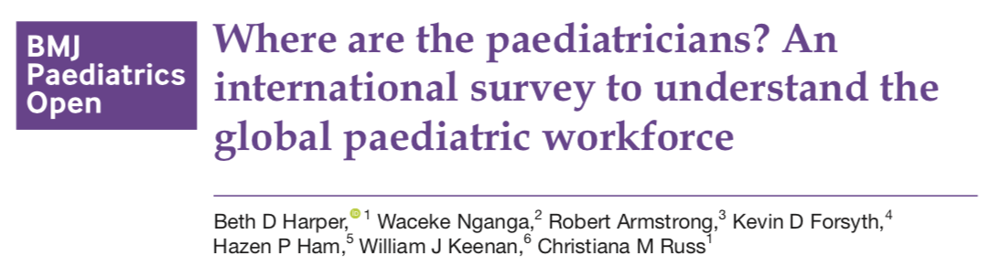 BMJ
Paediatrics
Open
Where are the paediatricians? An
international survey to understand the
global paediatric workforce
Beth D Harper,¹ Waceke Nganga,² Robert Armstrong,³ Kevin D Forsyth,⁴
Hazen P Ham,⁵ William J Keenan,⁶ Christiana M Russ¹